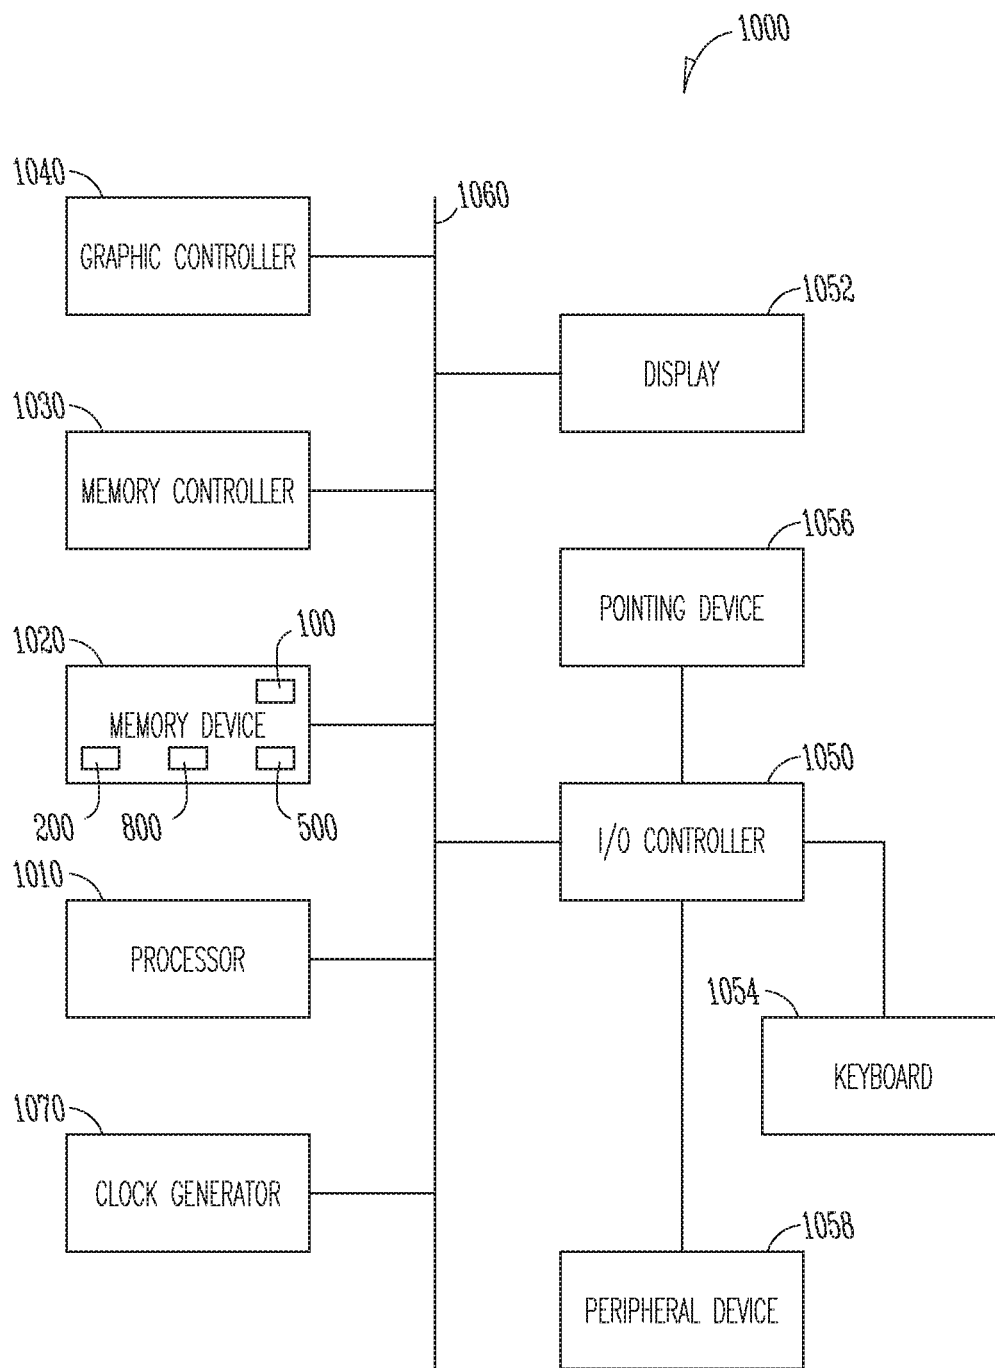 1000
1040
GRAPHIC CONTROLLER
1060
1052
DISPLAY
1030
MEMORY CONTROLLER
1056
POINTING DEVICE
1020
100
MEMORY DEVICE
200
800
500
1050
I/O CONTROLLER
1010
PROCESSOR
1054
KEYBOARD
1070
CLOCK GENERATOR
1058
PERIPHERAL DEVICE